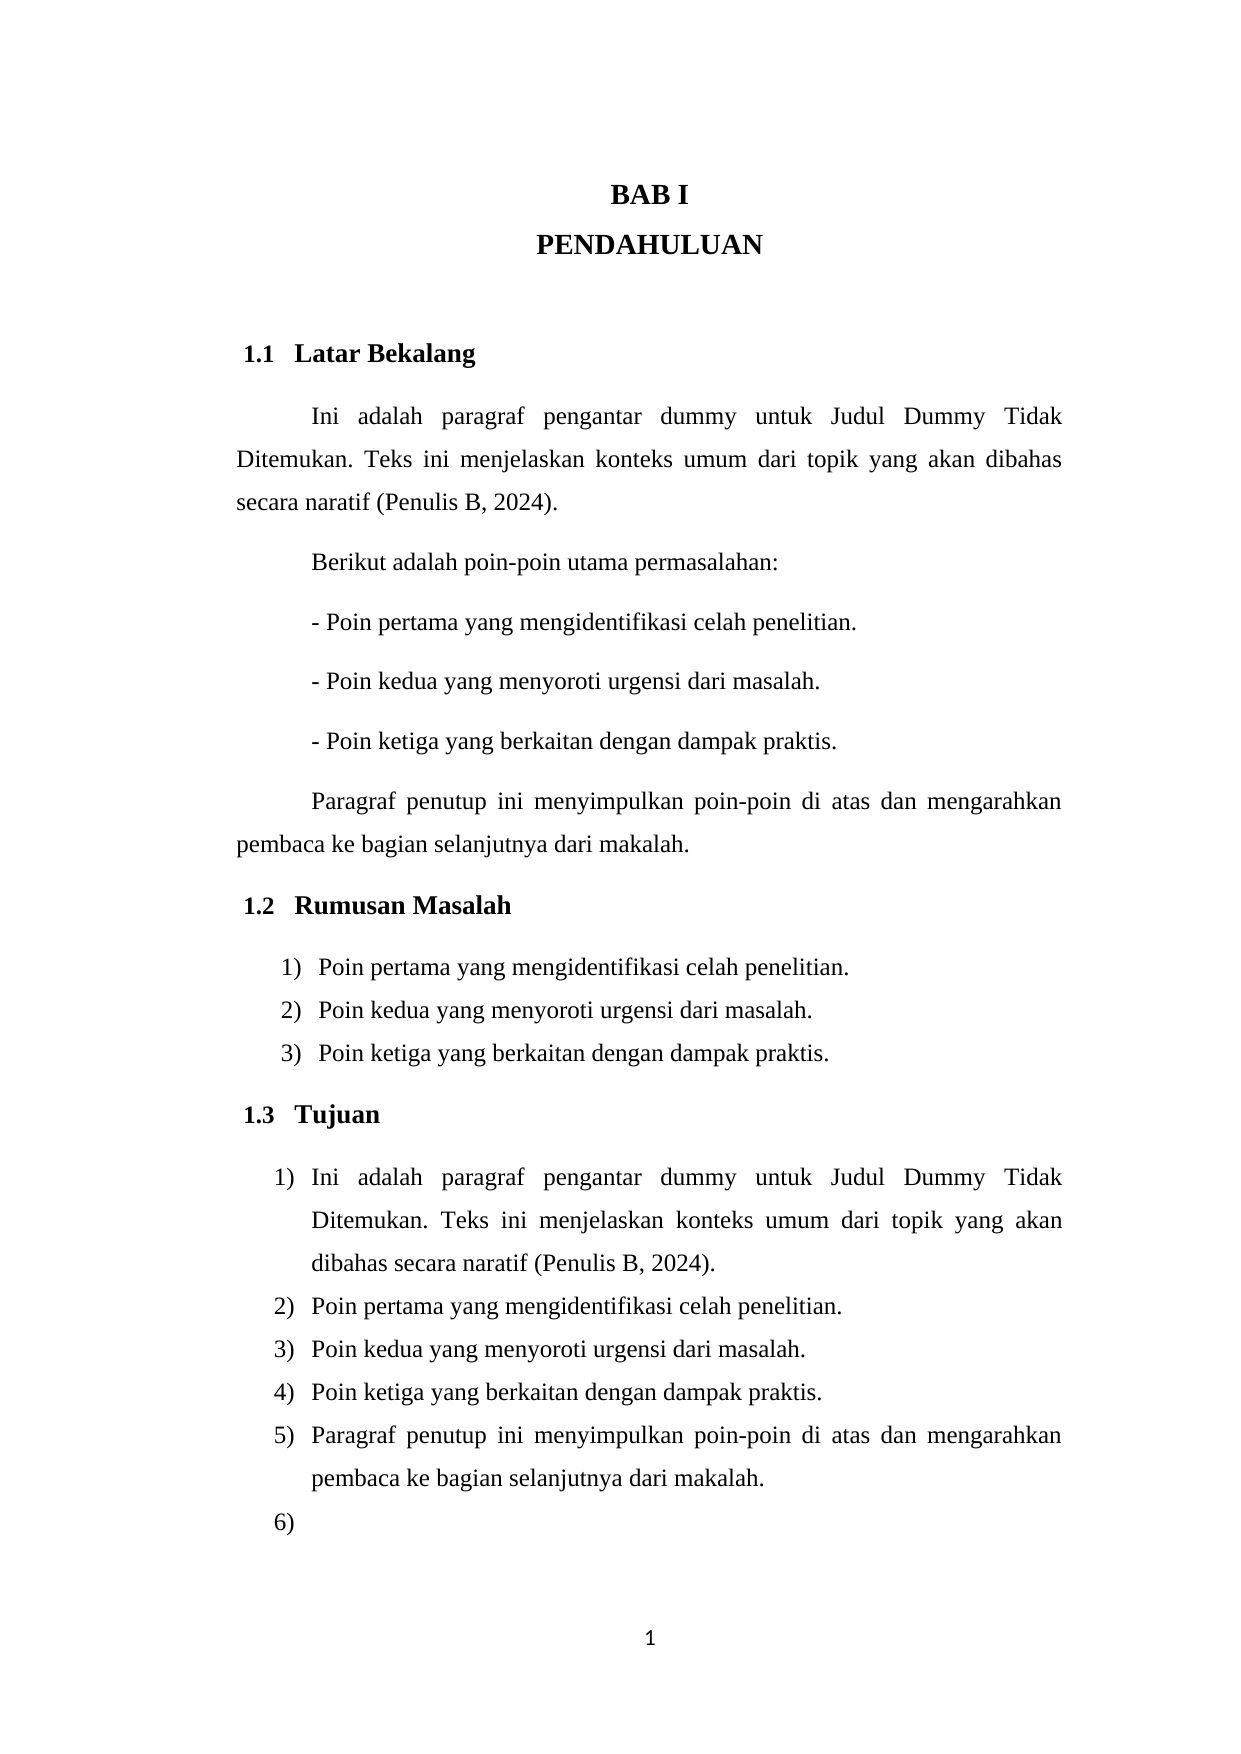 BAB I
PENDAHULUAN
1.1 Latar Bekalang
Ini adalah paragraf pengantar dummy untuk Judul Dummy Tidak
Ditemukan. Teks ini menjelaskan konteks umum dari topik yang akan dibahas
secara naratif (Penulis B, 2024).
Berikut adalah poin-poin utama permasalahan:
- Poin pertama yang mengidentifikasi celah penelitian.
- Poin kedua yang menyoroti urgensi dari masalah.
- Poin ketiga yang berkaitan dengan dampak praktis.
Paragraf penutup ini menyimpulkan poin-poin di atas dan mengarahkan
pembaca ke bagian selanjutnya dari makalah.
1.2 Rumusan Masalah
1) Poin pertama yang mengidentifikasi celah penelitian.
2) Poin kedua yang menyoroti urgensi dari masalah.
3) Poin ketiga yang berkaitan dengan dampak praktis.
1.3 Tujuan
1) Ini adalah paragraf pengantar dummy untuk Judul Dummy Tidak
Ditemukan. Teks ini menjelaskan konteks umum dari topik yang akan
dibahas secara naratif (Penulis B, 2024).
2) Poin pertama yang mengidentifikasi celah penelitian.
3) Poin kedua yang menyoroti urgensi dari masalah.
4) Poin ketiga yang berkaitan dengan dampak praktis.
5) Paragraf penutup ini menyimpulkan poin-poin di atas dan mengarahkan
pembaca ke bagian selanjutnya dari makalah.
6)
1